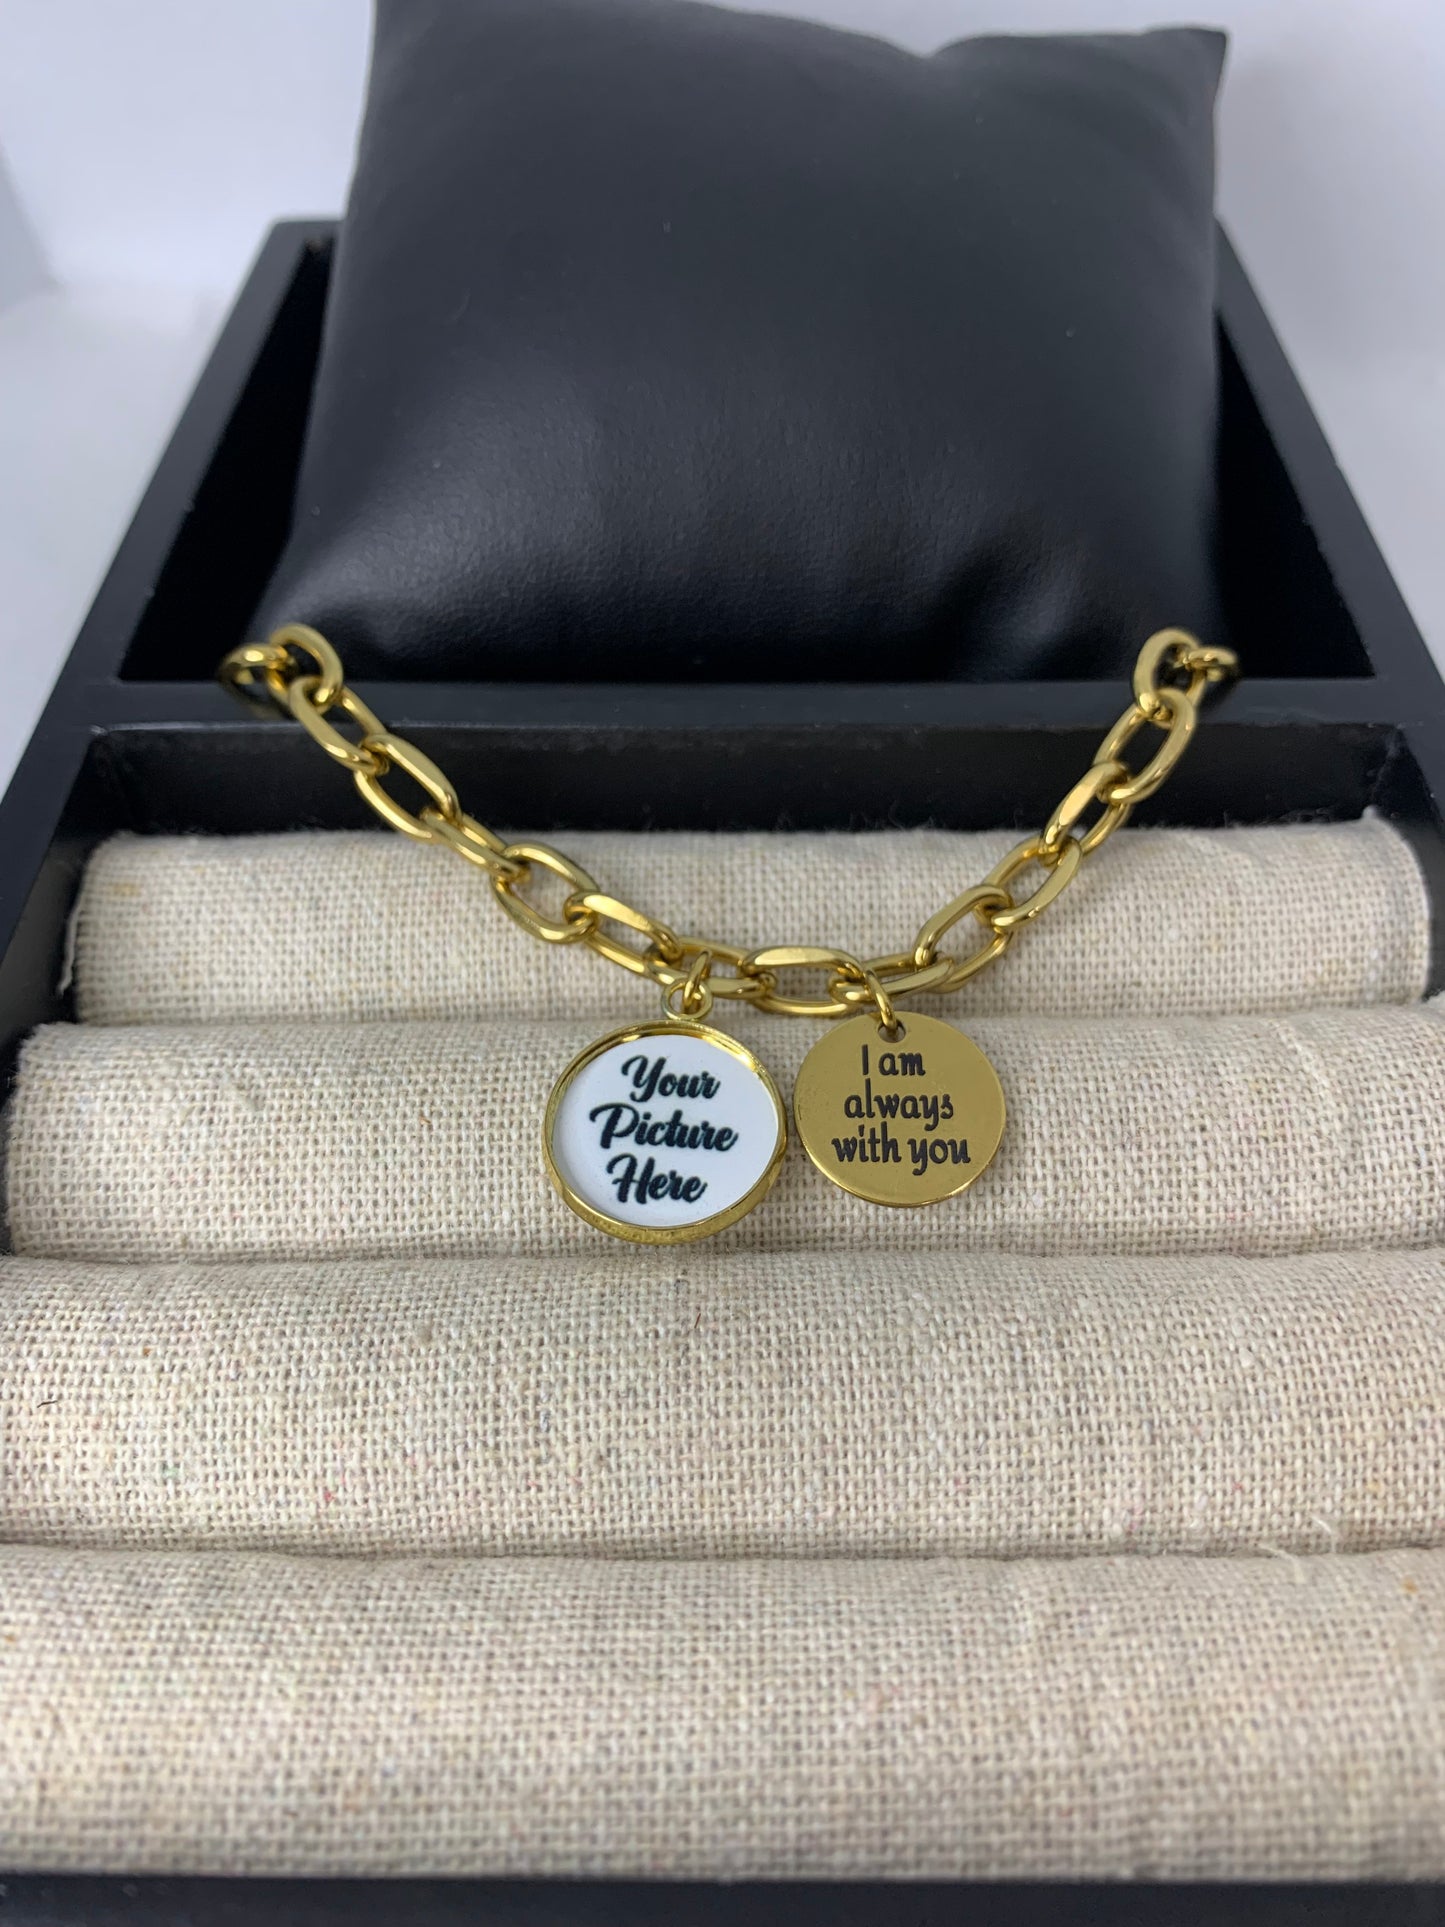 Your
Picture
Here
I am
always
with you